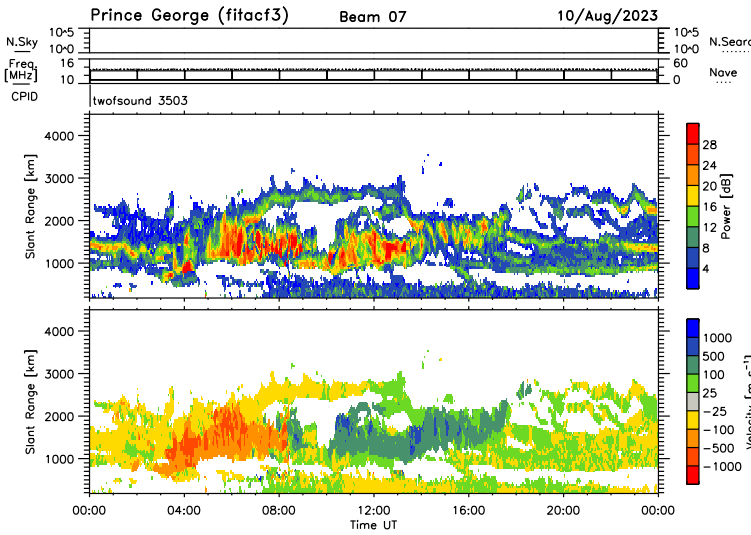 Prince George (fitacf3) Beam 07 10/Aug/2023
10^5 10^5
N.Sky N.Sear
10^0 10^0
Freq. 16 60
[MHz] Nave
10 0
CPID
twofsound 3503
4000
3000
2000
1000
Slant Range [km]
28
24
20
16
12
8
4
Power [dB]
4000
3000
2000
1000
Slant Range [km]
1000
500
100
25
-25
-100
-500
-1000
Velocity [m s^-1]
00:00 04:00 08:00 12:00 16:00 20:00 00:00
Time UT